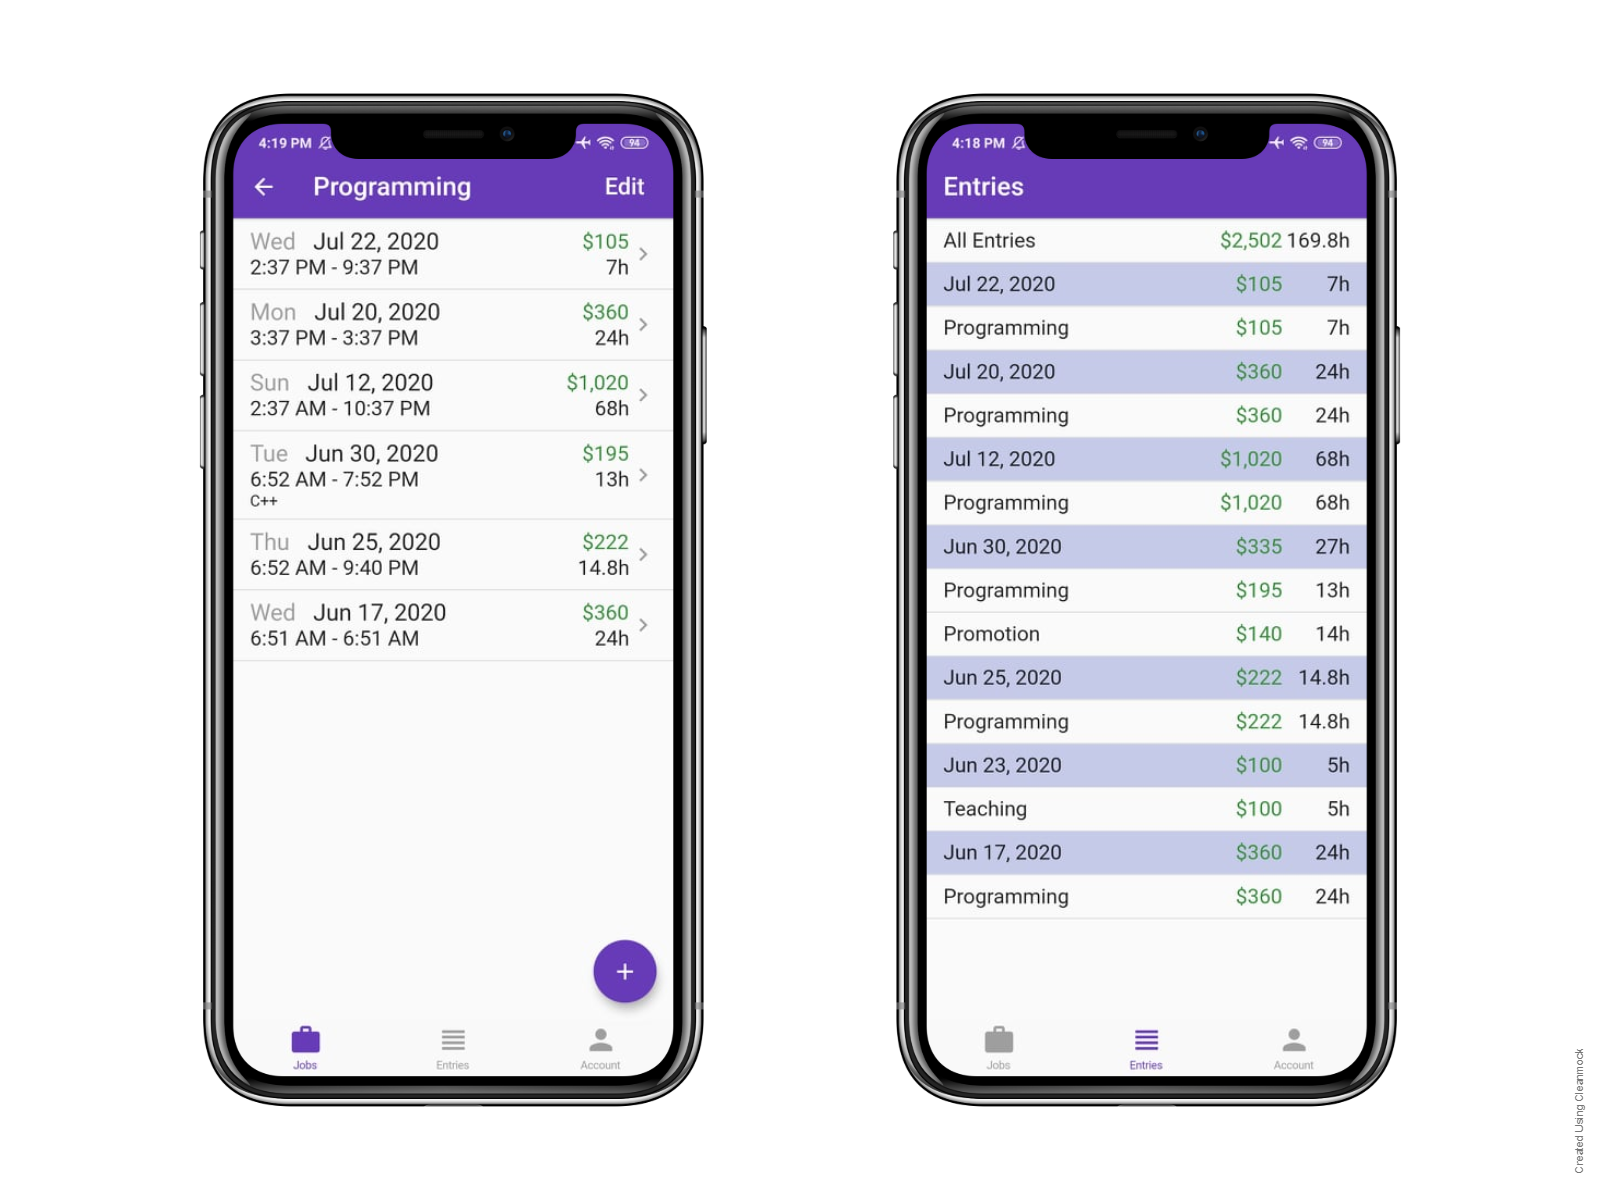 4:19 PM
94
Programming
Edit
Wed Jul 22, 2020 $105
2:37 PM - 9:37 PM 7h
Mon Jul 20, 2020 $360
3:37 PM - 3:37 PM 24h
Sun Jul 12, 2020 $1,020
2:37 AM - 10:37 PM 68h
Tue Jun 30, 2020 $195
6:52 AM - 7:52 PM 13h
C++
Thu Jun 25, 2020 $222
6:52 AM - 9:40 PM 14.8h
Wed Jun 17, 2020 $360
6:51 AM - 6:51 AM 24h
+
Jobs Entries Account
4:18 PM
94
Entries
All Entries $2,502 169.8h
Jul 22, 2020 $105 7h
Programming $105 7h
Jul 20, 2020 $360 24h
Programming $360 24h
Jul 12, 2020 $1,020 68h
Programming $1,020 68h
Jun 30, 2020 $335 27h
Programming $195 13h
Promotion $140 14h
Jun 25, 2020 $222 14.8h
Programming $222 14.8h
Jun 23, 2020 $100 5h
Teaching $100 5h
Jun 17, 2020 $360 24h
Programming $360 24h
Jobs Entries Account
Created Using Cleanmock